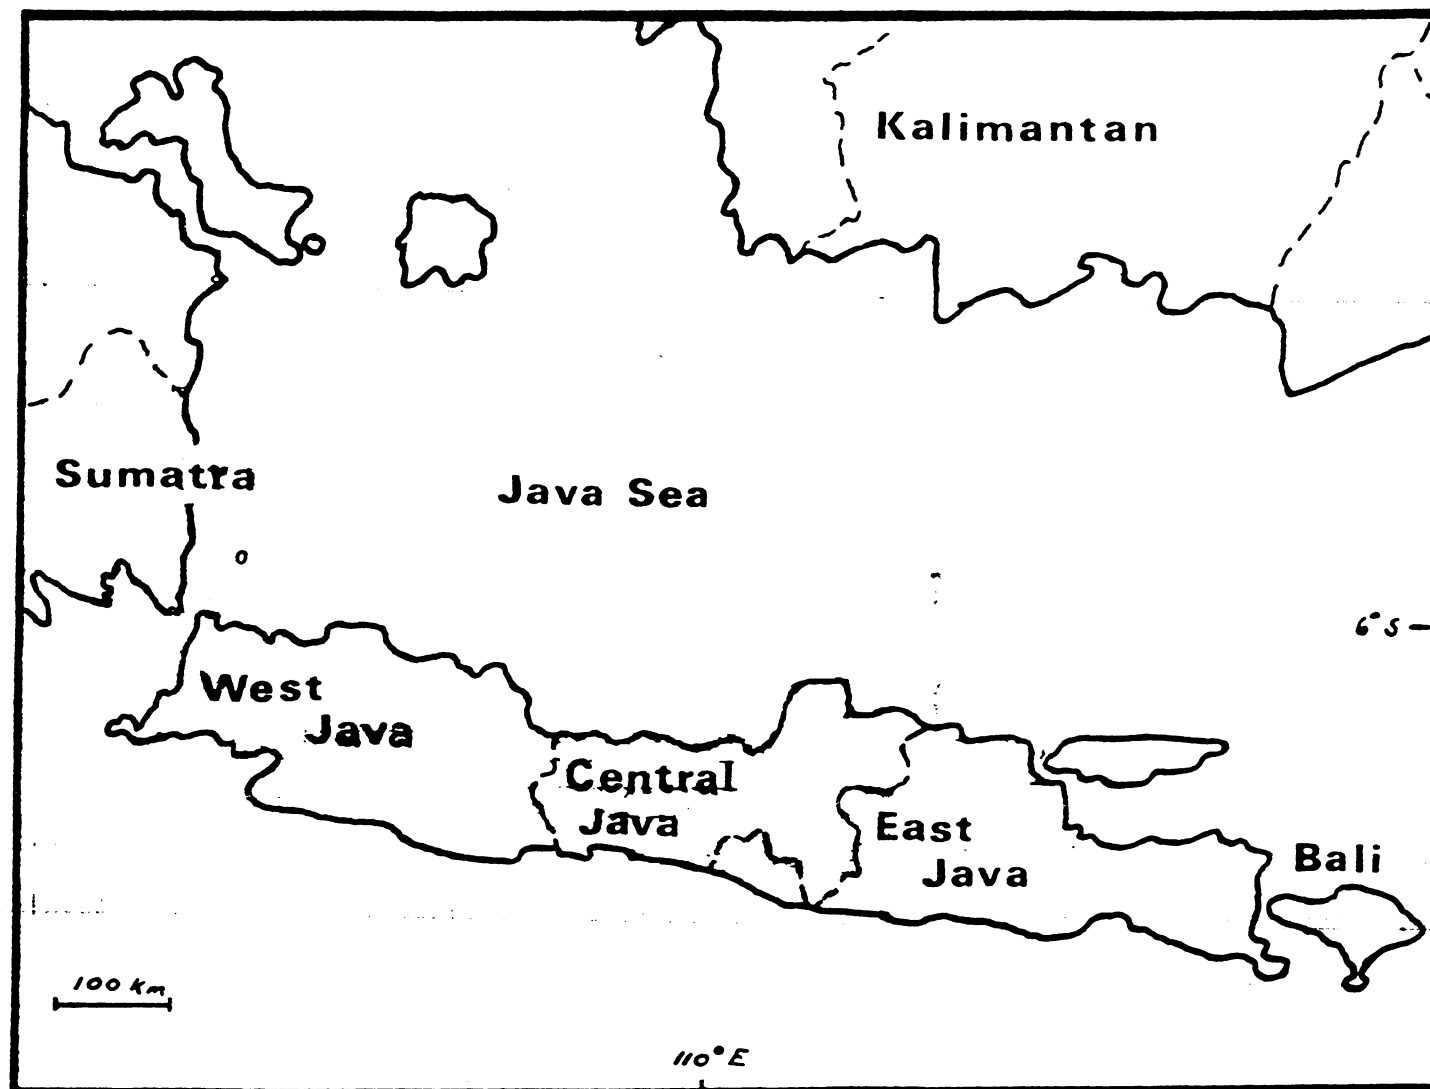 Kalimantan
Sumatra
Java Sea
6° S
West
Java
Central
Java
East
Java
Bali
100 Km
110° E